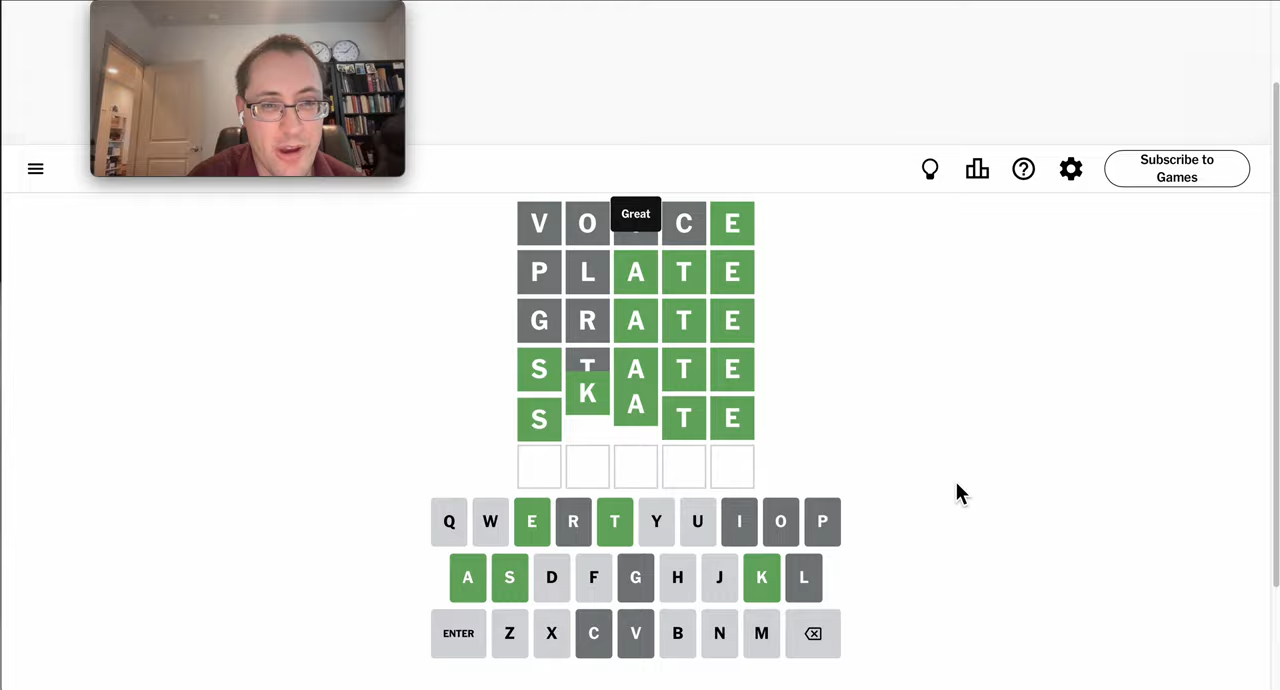 Subscribe to
Games
Great
V O C E
P L A T E
G R A T E
S T A T E
S K A T E
Q W E R T Y U I O P
A S D F G H J K L
ENTER Z X C V B N M